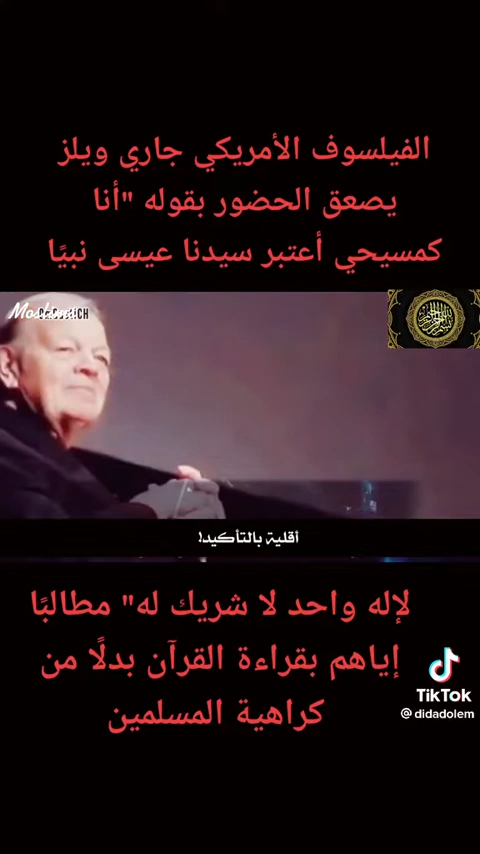 الفيلسوف الأمريكي جاري ويلز
يصعق الحضور بقوله "أنا
كمسيحي أعتبر سيدنا عيسى نبيًا
أقلية بالتأكيد!
لإله واحد لا شريك له" مطالبًا
إياهم بقراءة القرآن بدلًا من
كراهية المسلمين
TikTok
@ didadolem